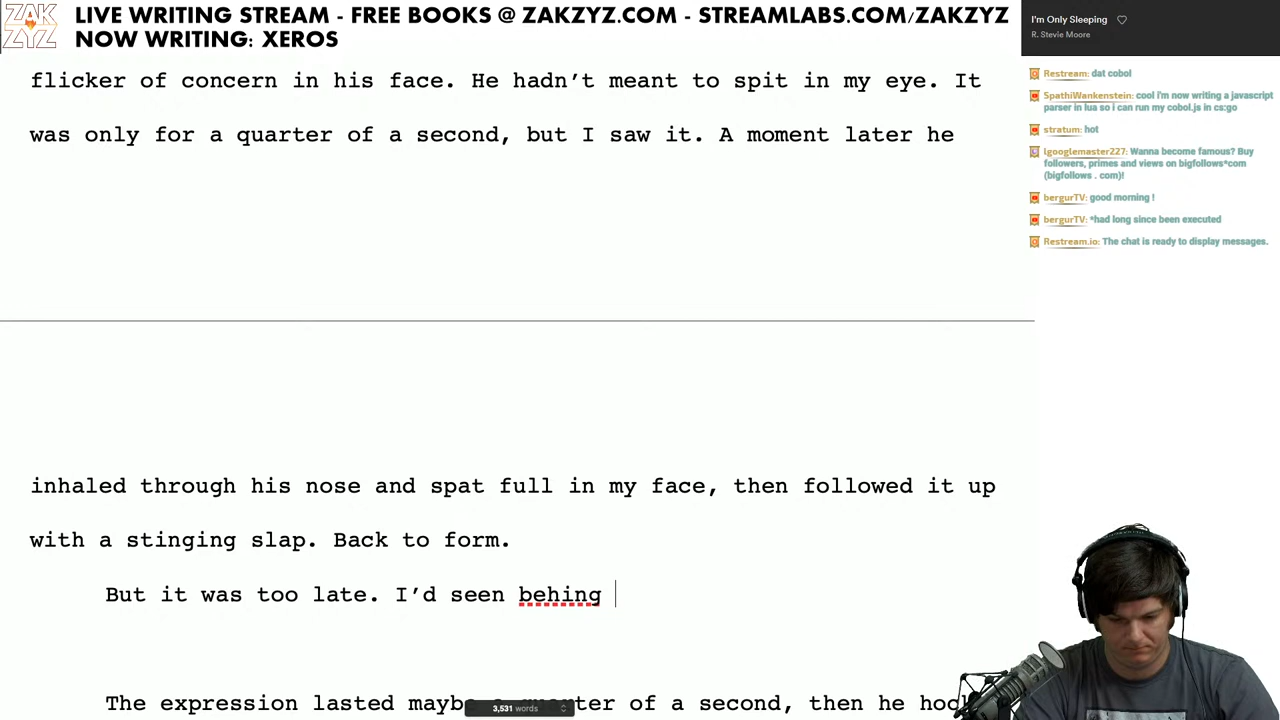 ZAK
ZYZ
LIVE WRITING STREAM - FREE BOOKS @ ZAKZYZ.COM - STREAMLABS.COM/ZAKZYZ
NOW WRITING: XEROS
flicker of concern in his face. He hadn’t meant to spit in my eye. It
was only for a quarter of a second, but I saw it. A moment later he
inhaled through his nose and spat full in my face, then followed it up
with a stinging slap. Back to form.
But it was too late. I’d seen behing
The expression lasted maybe a quarter of a second, then he
3,531 words
I'm Only Sleeping
R. Stevie Moore
Restream: dat cobol
SpathiWankenstein: cool i'm now writing a javascript
parser in lua so i can run my cobol.js in cs:go
stratum: hot
lgooglemaster227: Wanna become famous? Buy
followers, primes and views on bigfollows*com
(bigfollows . com)!
bergurTV: good morning !
bergurTV: *had long since been executed
Restream.io: The chat is ready to display messages.